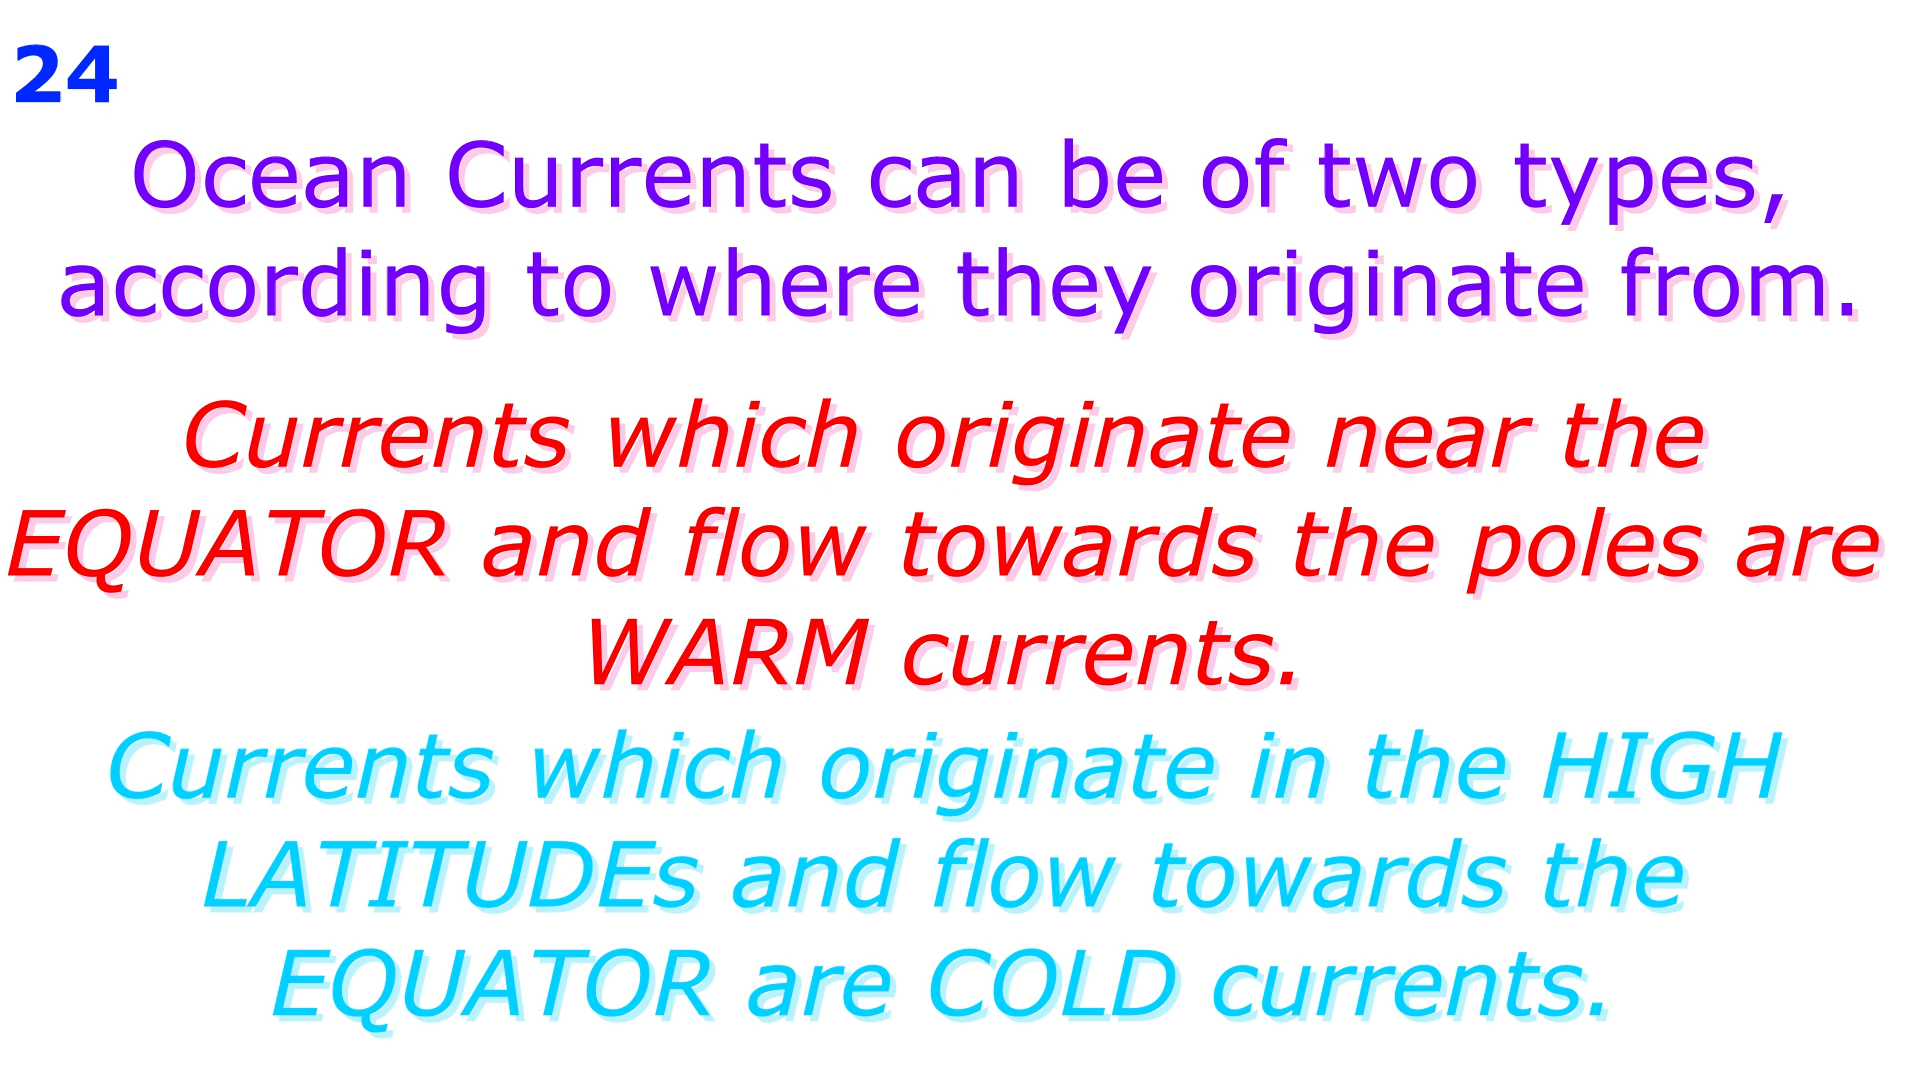 24
Ocean Currents can be of two types,
according to where they originate from.
Currents which originate near the
EQUATOR and flow towards the poles are
WARM currents.
Currents which originate in the HIGH
LATITUDEs and flow towards the
EQUATOR are COLD currents.